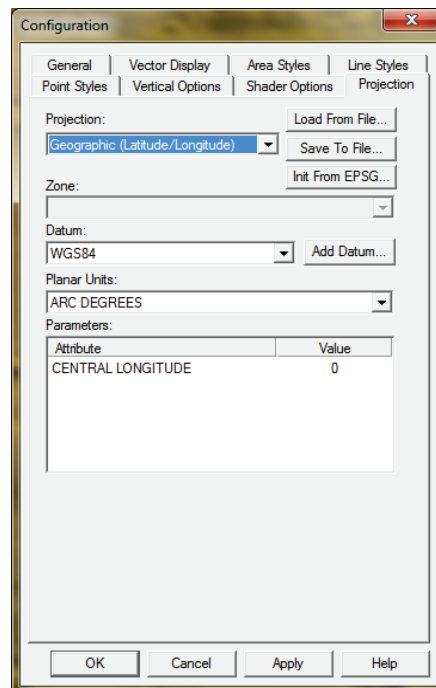 Configuration
General Vector Display Area Styles Line Styles
Point Styles Vertical Options Shader Options Projection
Projection: Load From File...
Geographic (Latitude/Longitude) Save To File...
Init From EPSG...
Zone:
Datum:
WGS84 Add Datum...
Planar Units:
ARC DEGREES
Parameters:
Attribute Value
CENTRAL LONGITUDE 0
OK Cancel Apply Help